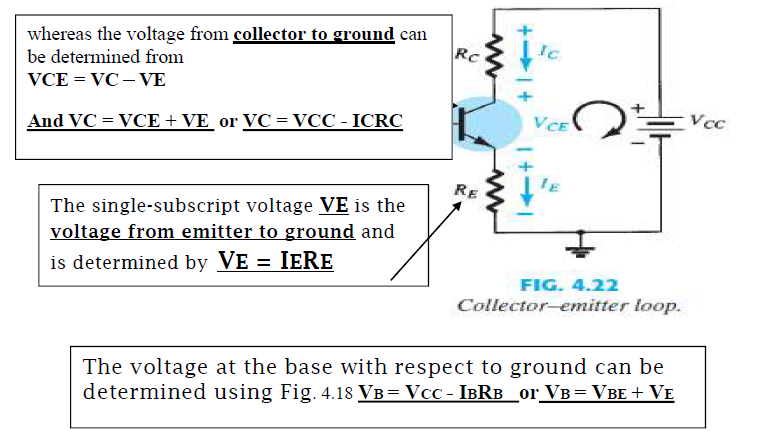 whereas the voltage from collector to ground can
be determined from
VCE = VC – VE
And VC = VCE + VE or VC = VCC - ICRC
RC
IC
VCE
VCC
RE
IE
+
-
+
-
+
-
+
-
The single-subscript voltage VE is the
voltage from emitter to ground and
is determined by VE = IERE
FIG. 4.22
Collector–emitter loop.
The voltage at the base with respect to ground can be
determined using Fig. 4.18 VB = VCC - IBRB or VB = VBE + VE